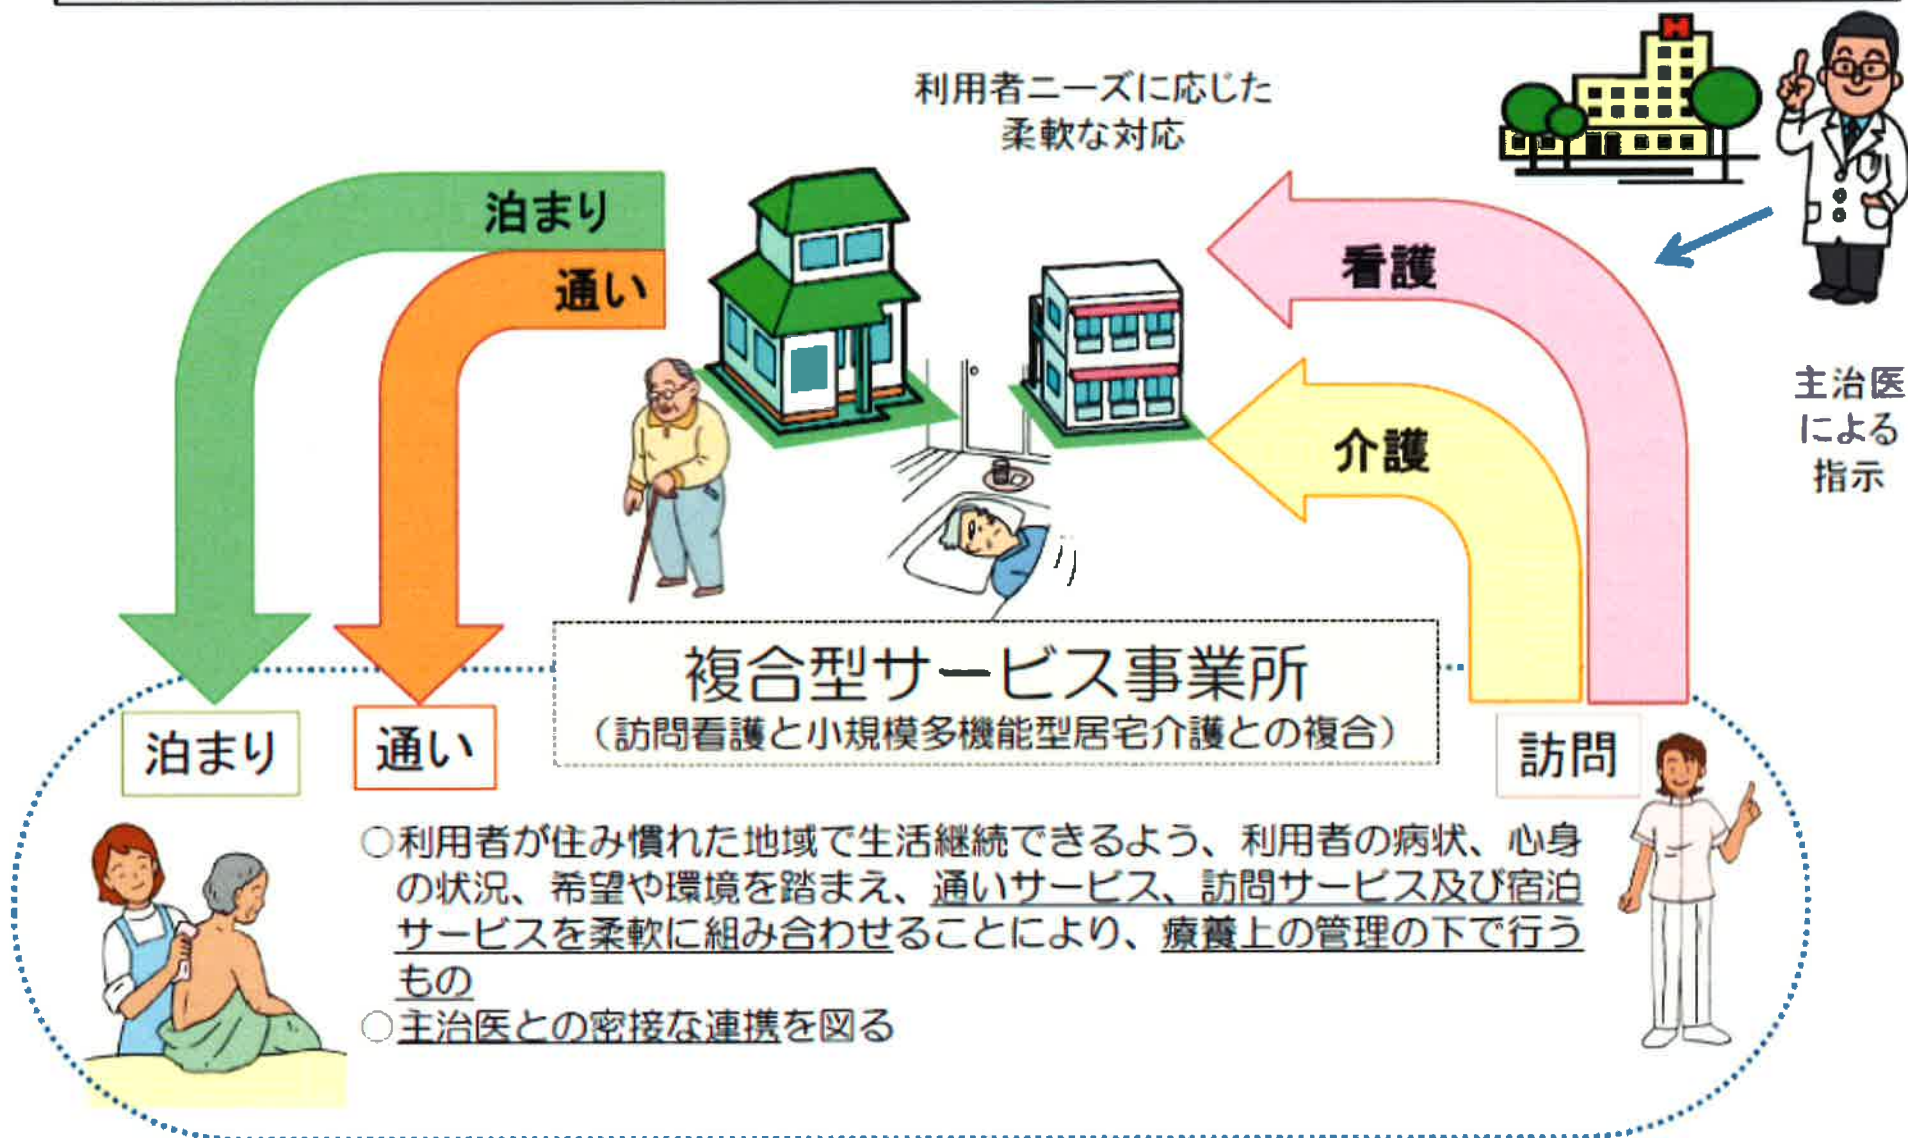 利用者ニーズに応じた
柔軟な対応
泊まり
通い
看護
介護
主治医
による
指示
複合型サービス事業所
（訪問看護と小規模多機能型居宅介護との複合）
泊まり
通い
訪問
○利用者が住み慣れた地域で生活継続できるよう、利用者の病状、心身
の状況、希望や環境を踏まえ、通いサービス、訪問サービス及び宿泊
サービスを柔軟に組み合わせることにより、療養上の管理の下で行う
もの
○主治医との密接な連携を図る
H